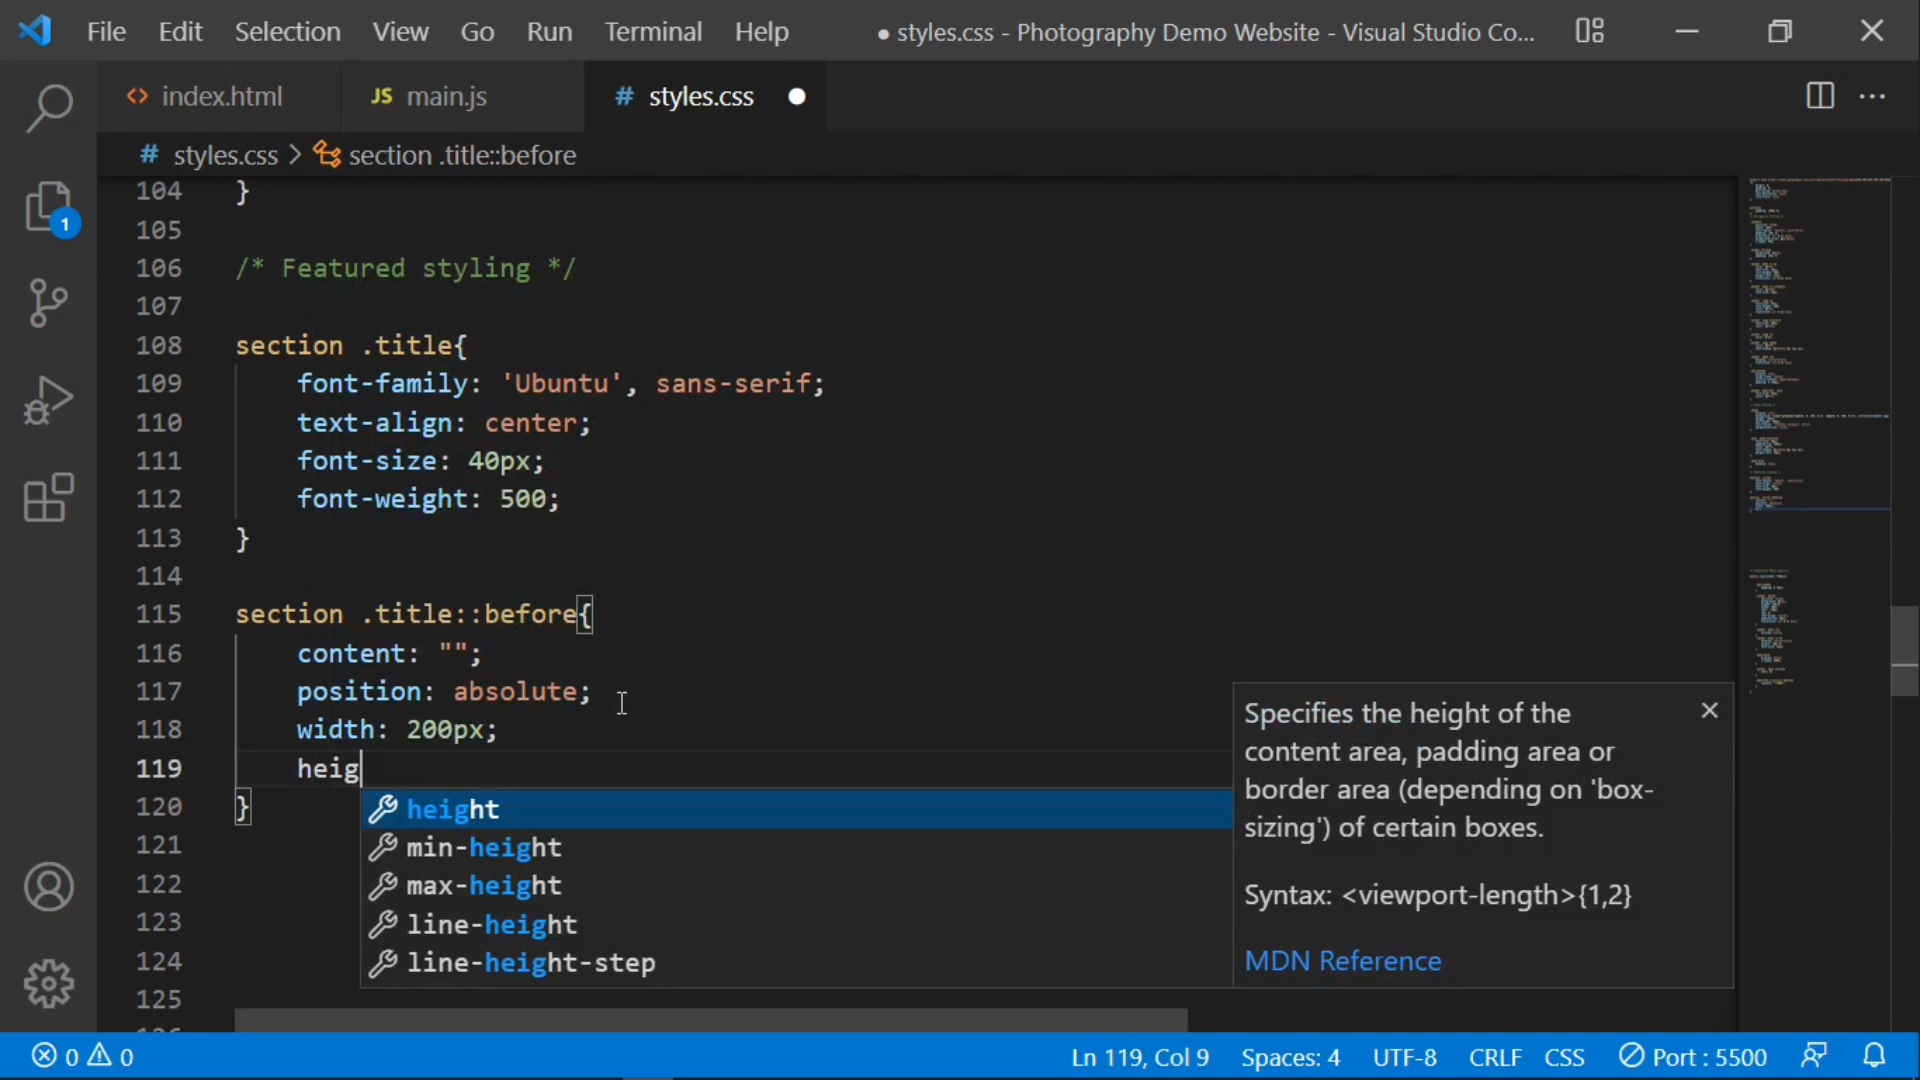 File Edit Selection View Go Run Terminal Help ● styles.css - Photography Demo Website - Visual Studio Co...
<> index.html JS main.js # styles.css ●
# styles.css > section .title::before
1
104 }
105
106 /* Featured styling */
107
108 section .title{
109 font-family: 'Ubuntu', sans-serif;
110 text-align: center;
111 font-size: 40px;
112 font-weight: 500;
113 }
114
115 section .title::before{
116 content: "";
117 position: absolute;
118 width: 200px;
119 heig
120 }
121
122
123
124
125
height
min-height
max-height
line-height
line-height-step
Specifies the height of the
content area, padding area or
border area (depending on 'box-
sizing') of certain boxes.
Syntax: <viewport-length>{1,2}
MDN Reference
0 0 Ln 119, Col 9 Spaces: 4 UTF-8 CRLF CSS Port : 5500